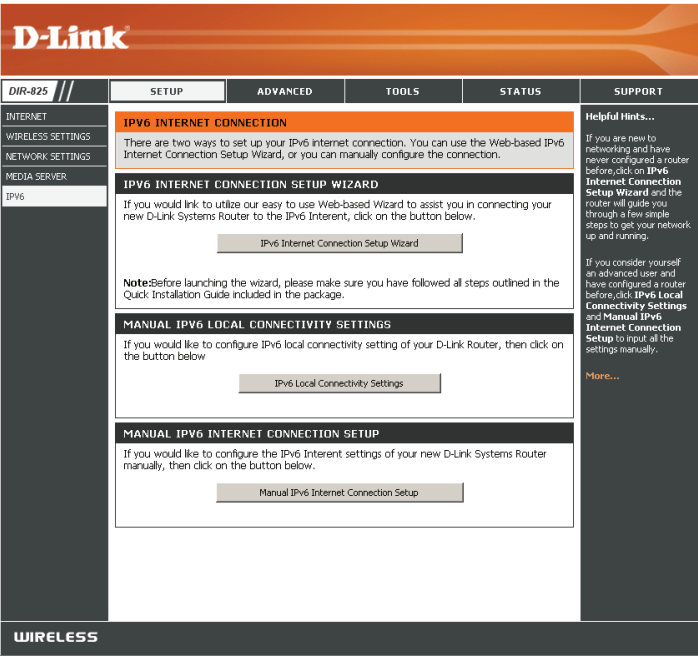 D-Link
DIR-825
SETUP
ADVANCED
TOOLS
STATUS
SUPPORT
INTERNET
WIRELESS SETTINGS
NETWORK SETTINGS
MEDIA SERVER
IPV6
IPV6 INTERNET CONNECTION
There are two ways to set up your IPv6 internet connection. You can use the Web-based IPv6
Internet Connection Setup Wizard, or you can manually configure the connection.
IPV6 INTERNET CONNECTION SETUP WIZARD
If you would link to utilize our easy to use Web-based Wizard to assist you in connecting your
new D-Link Systems Router to the IPv6 Interent, click on the button below.
IPv6 Internet Connection Setup Wizard
Note:Before launching the wizard, please make sure you have followed all steps outlined in the
Quick Installation Guide included in the package.
MANUAL IPV6 LOCAL CONNECTIVITY SETTINGS
If you would like to configure IPv6 local connectivity setting of your D-Link Router, then click on
the button below
IPv6 Local Connectivity Settings
MANUAL IPV6 INTERNET CONNECTION SETUP
If you would like to configure the IPv6 Interent settings of your new D-Link Systems Router
manually, then click on the button below.
Manual IPv6 Internet Connection Setup
Helpful Hints...
If you are new to
networking and have
never configured a router
before,click on IPv6
Internet Connection
Setup Wizard and the
router will guide you
through a few simple
steps to get your network
up and running.
If you consider yourself
an advanced user and
have configured a router
before,click IPv6 Local
Connectivity Settings
and Manual IPv6
Internet Connection
Setup to input all the
settings manually.
More...
WIRELESS